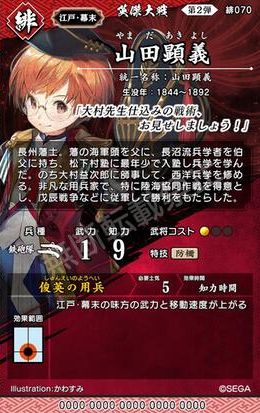 緋
江戸・幕末
英傑大戦
第2弾
緋070
やまだあきよし
山田顕義
統一名称:山田顕義
生没年:1844~1892
「大村先生仕込みの戦術、
お見せしましょう!」
長州藩士。藩の海軍頭を父に、長沼流兵学者を伯
父に持ち、松下村塾に最年少で入塾し兵学を学ん
だ。のち大村益次郎に師事して、西洋兵学を修め
る。非凡な用兵家で、特に陸海協同作戦を得意と
し、戊辰戦争などに従軍して勝利をもたらした。
兵種 武力 知力 武将コスト
鉄砲隊 1 9 特技 防柵
しゅんえいのようへい 必要士気 効果時間
俊英の用兵 5 知力時間
江戸・幕末の味方の武力と移動速度が上がる
効果範囲
Illustration:かわすみ
©SEGA
0000-0000-0000-0000-0000